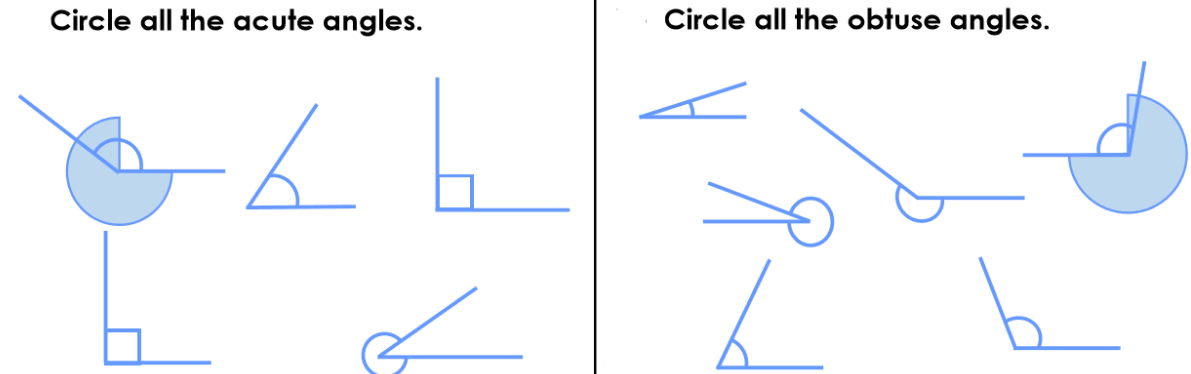 Circle all the acute angles.
Circle all the obtuse angles.